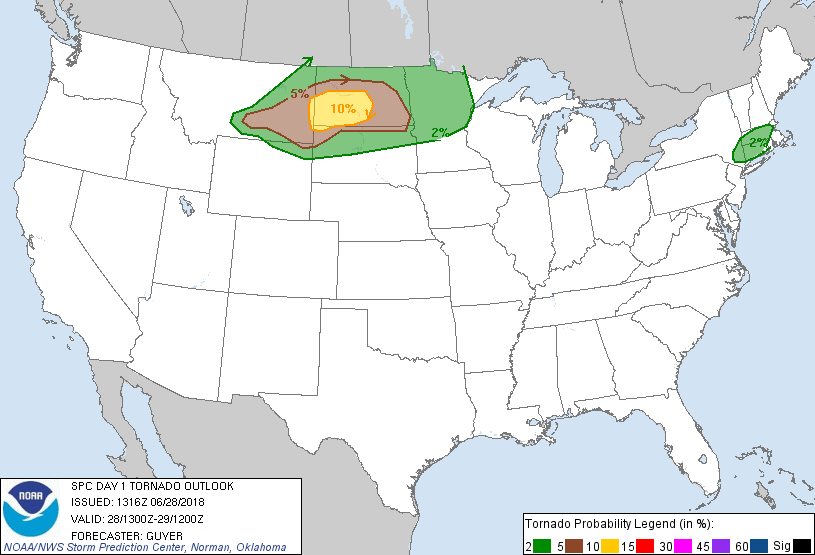 5%
10%
2%
2%
NOAA
SPC DAY 1 TORNADO OUTLOOK
ISSUED: 1316Z 06/28/2018
VALID: 28/1300Z-29/1200Z
FORECASTER: GUYER
NOAA/NWS Storm Prediction Center, Norman, Oklahoma
Tornado Probability Legend (in %):
2 5 10 15 30 45 60 Sig